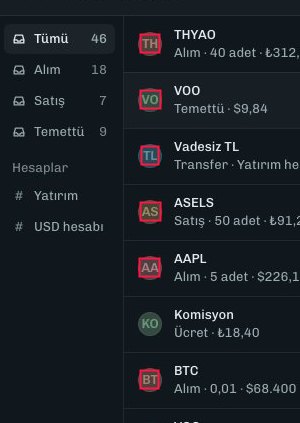 Tümü 46
Alım 18
Satış 7
Temettü 9
Hesaplar
# Yatırım
# USD hesabı
TH
THYAO
Alım · 40 adet · ₺312,
VO
VOO
Temettü · $9,84
TL
Vadesiz TL
Transfer · Yatırım he
AS
ASELS
Satış · 50 adet · ₺91,2
AA
AAPL
Alım · 5 adet · $226,1
KO
Komisyon
Ücret · ₺18,40
BT
BTC
Alım · 0,01 · $68.400